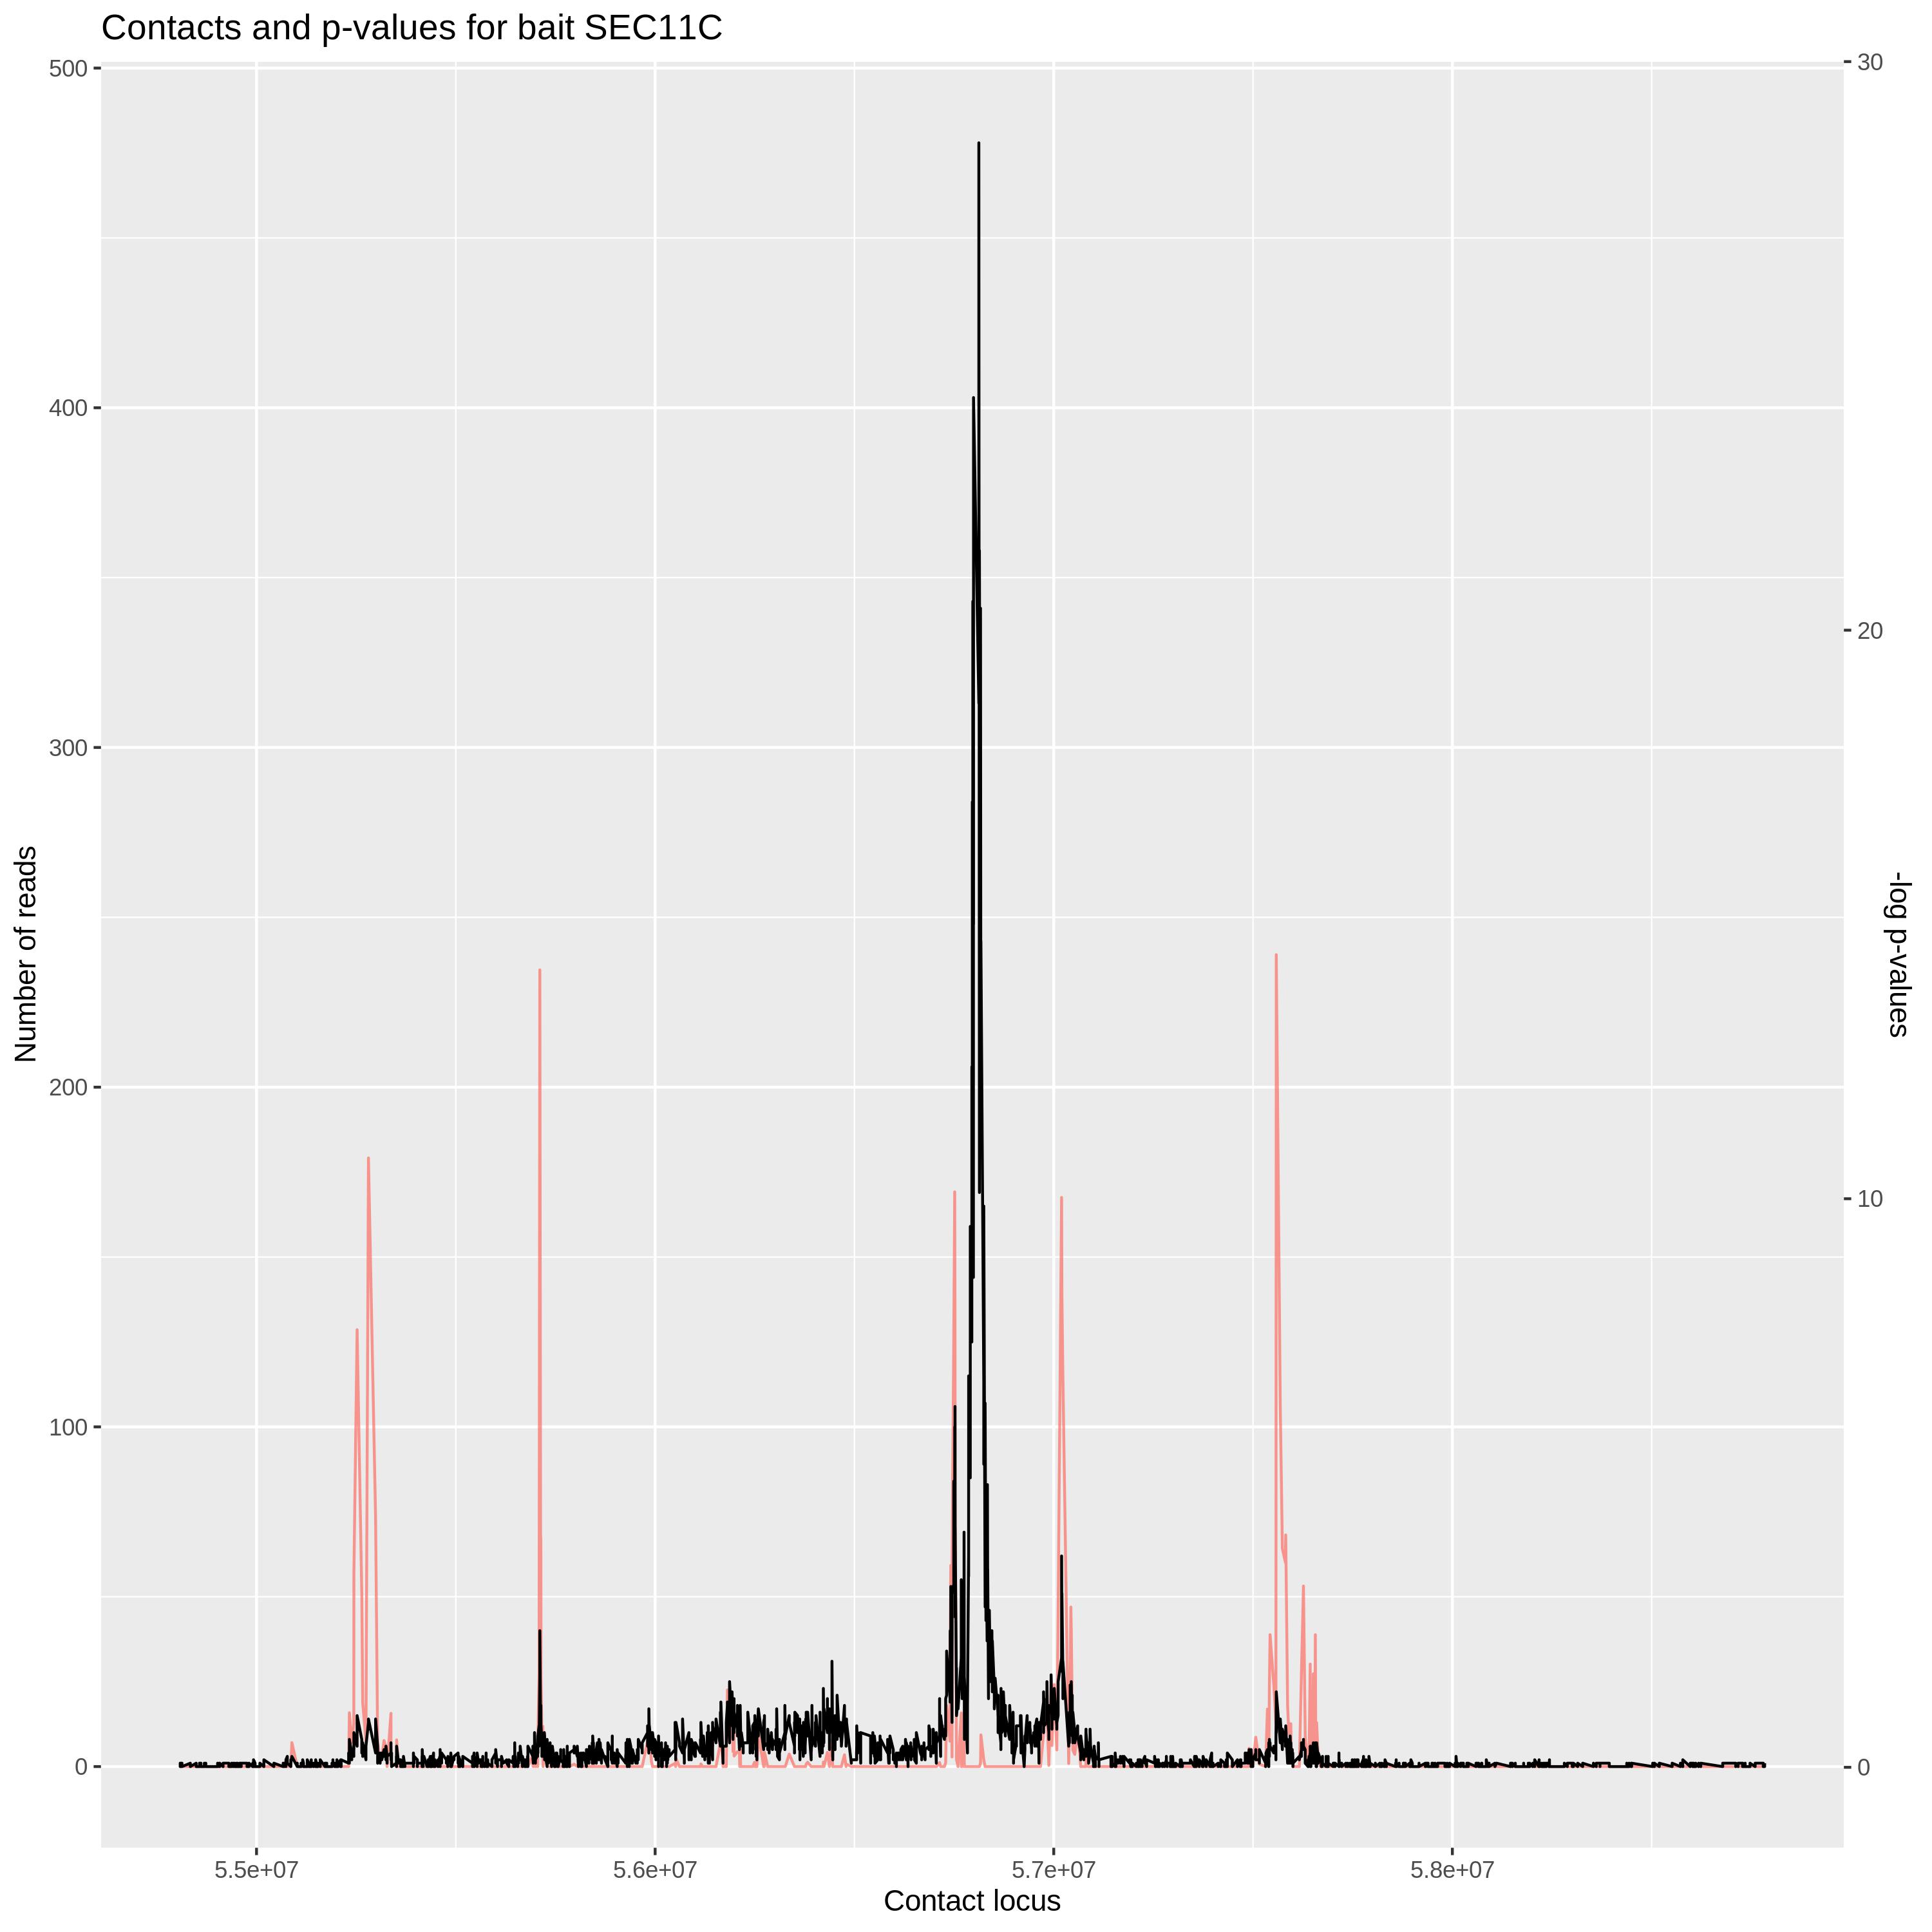 Contacts and p-values for bait SEC11C
500
400
300
200
100
0
Number of reads
30
20
10
0
-log p-values
5.5e+07
5.6e+07
5.7e+07
5.8e+07
Contact locus